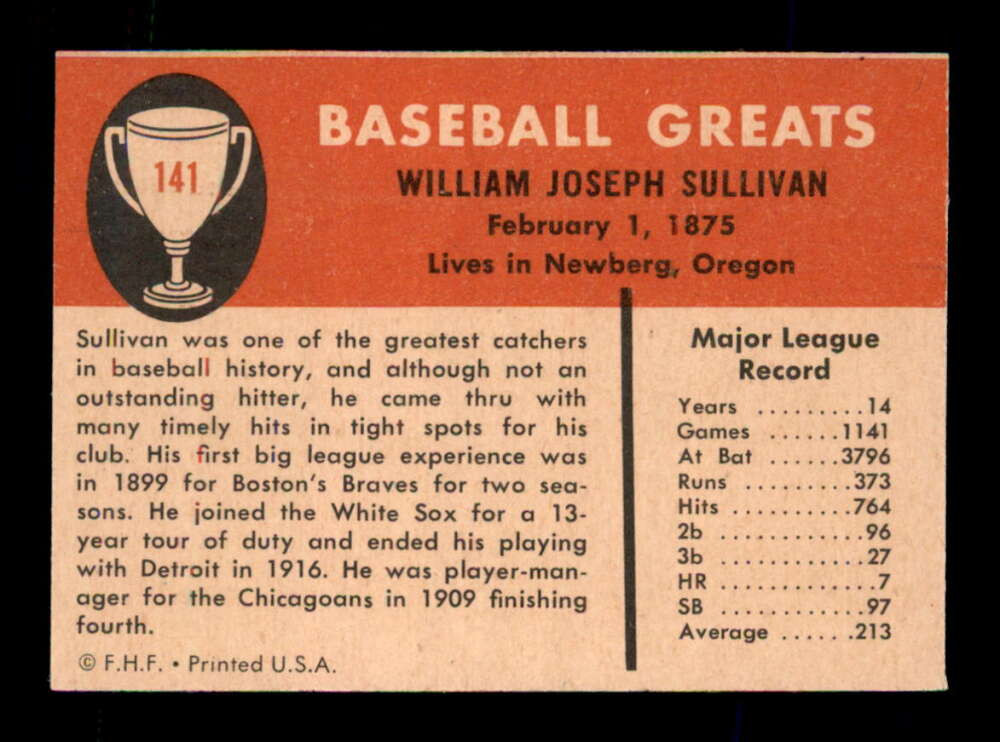 141
BASEBALL GREATS
WILLIAM JOSEPH SULLIVAN
February 1, 1875
Lives in Newberg, Oregon
Sullivan was one of the greatest catchers
in baseball history, and although not an
outstanding hitter, he came thru with
many timely hits in tight spots for his
club. His first big league experience was
in 1899 for Boston's Braves for two sea-
sons. He joined the White Sox for a 13-
year tour of duty and ended his playing
with Detroit in 1916. He was player-man-
ager for the Chicagoans in 1909 finishing
fourth.
© F.H.F. • Printed U.S.A.
Major League
Record
Years .........14
Games ......1141
At Bat ......3796
Runs .........373
Hits ..........764
2b ............96
3b ............27
HR .............7
SB ............97
Average ......213